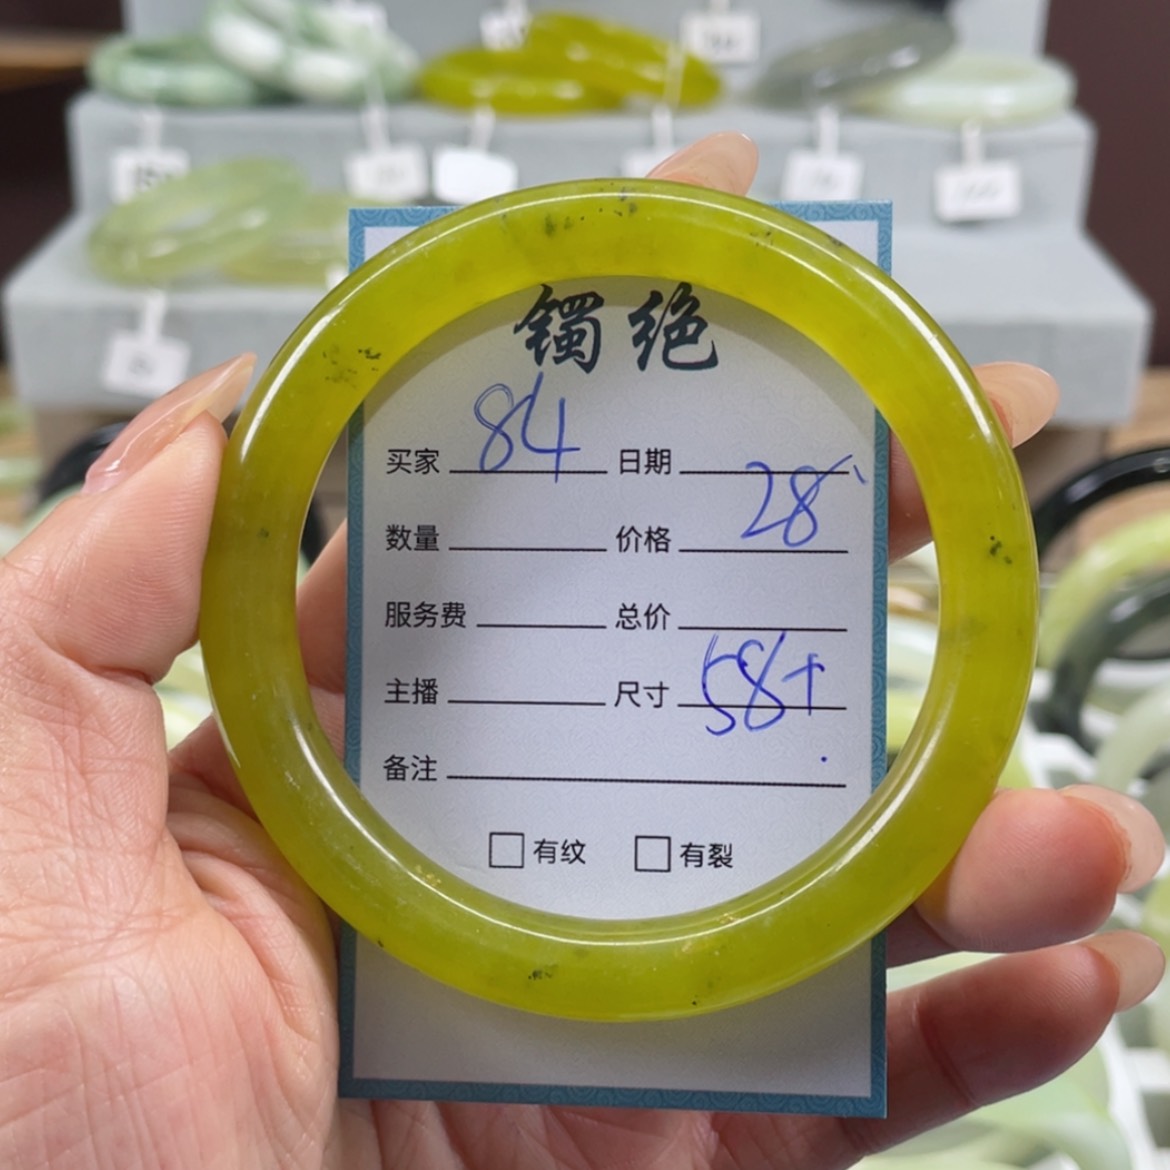 镯绝
买家 84 日期
数量 价格 28
服务费 总价
主播 尺寸 58+
备注
有纹 有裂